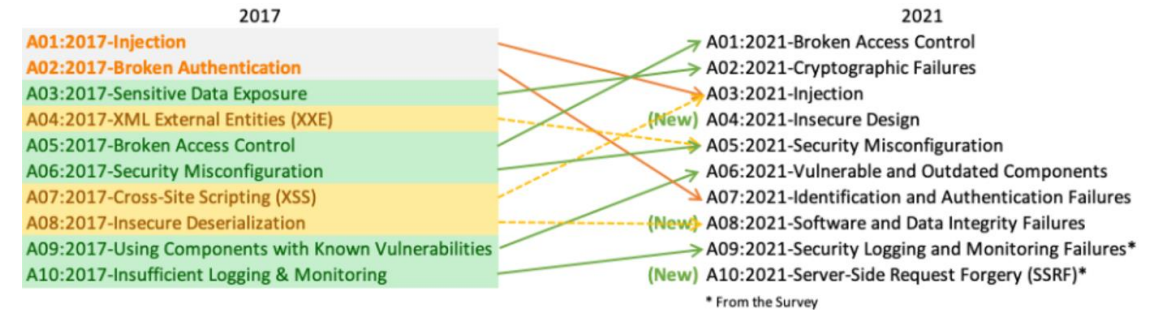 2017
2021
A01:2017-Injection
A02:2017-Broken Authentication
A03:2017-Sensitive Data Exposure
A04:2017-XML External Entities (XXE)
A05:2017-Broken Access Control
A06:2017-Security Misconfiguration
A07:2017-Cross-Site Scripting (XSS)
A08:2017-Insecure Deserialization
A09:2017-Using Components with Known Vulnerabilities
A10:2017-Insufficient Logging & Monitoring
A01:2021-Broken Access Control
A02:2021-Cryptographic Failures
A03:2021-Injection
(New) A04:2021-Insecure Design
A05:2021-Security Misconfiguration
A06:2021-Vulnerable and Outdated Components
A07:2021-Identification and Authentication Failures
(New) A08:2021-Software and Data Integrity Failures
A09:2021-Security Logging and Monitoring Failures*
(New) A10:2021-Server-Side Request Forgery (SSRF)*
* From the Survey